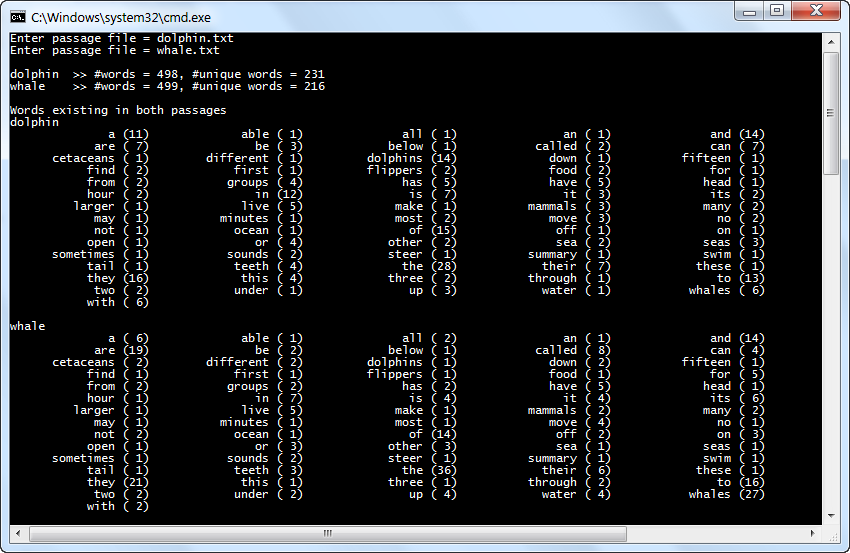 C:\Windows\system32\cmd.exe
Enter passage file = dolphin.txt
Enter passage file = whale.txt
dolphin  >> #words = 498, #unique words = 231
whale    >> #words = 499, #unique words = 216
Words existing in both passages
dolphin
a (11) able ( 1) all ( 1) an ( 1) and (14)
are ( 7) be ( 3) below ( 1) called ( 2) can ( 7)
cetaceans ( 1) different ( 1) dolphins (14) down ( 1) fifteen ( 1)
find ( 2) first ( 1) flippers ( 2) food ( 2) for ( 1)
from ( 2) groups ( 4) has ( 5) have ( 5) head ( 1)
hour ( 2) in (12) is ( 7) it ( 3) its ( 2)
larger ( 1) live ( 5) make ( 1) mammals ( 3) many ( 2)
may ( 1) minutes ( 1) most ( 2) move ( 3) no ( 2)
not ( 1) ocean ( 1) of (15) off ( 1) on ( 1)
open ( 1) or ( 4) other ( 2) sea ( 2) seas ( 3)
sometimes ( 1) sounds ( 2) steer ( 1) summary ( 1) swim ( 1)
tail ( 1) teeth ( 4) the (28) their ( 7) these ( 1)
they (16) this ( 4) three ( 2) through ( 1) to (13)
two ( 2) under ( 1) up ( 3) water ( 1) whales ( 6)
with ( 6)
whale
a ( 6) able ( 1) all ( 2) an ( 1) and (14)
are (19) be ( 2) below ( 1) called ( 8) can ( 4)
cetaceans ( 2) different ( 2) dolphins ( 1) down ( 2) fifteen ( 1)
find ( 1) first ( 1) flippers ( 1) food ( 1) for ( 5)
from ( 2) groups ( 2) has ( 2) have ( 5) head ( 1)
hour ( 1) in ( 7) is ( 4) it ( 4) its ( 6)
larger ( 1) live ( 5) make ( 1) mammals ( 2) many ( 2)
may ( 1) minutes ( 1) most ( 1) move ( 4) no ( 1)
not ( 2) ocean ( 1) of (14) off ( 2) on ( 3)
open ( 1) or ( 3) other ( 3) sea ( 1) seas ( 1)
sometimes ( 1) sounds ( 2) steer ( 1) summary ( 1) swim ( 1)
tail ( 1) teeth ( 3) the (36) their ( 6) these ( 1)
they (21) this ( 1) three ( 1) through ( 2) to (16)
two ( 2) under ( 2) up ( 4) water ( 4) whales (27)
with ( 2)